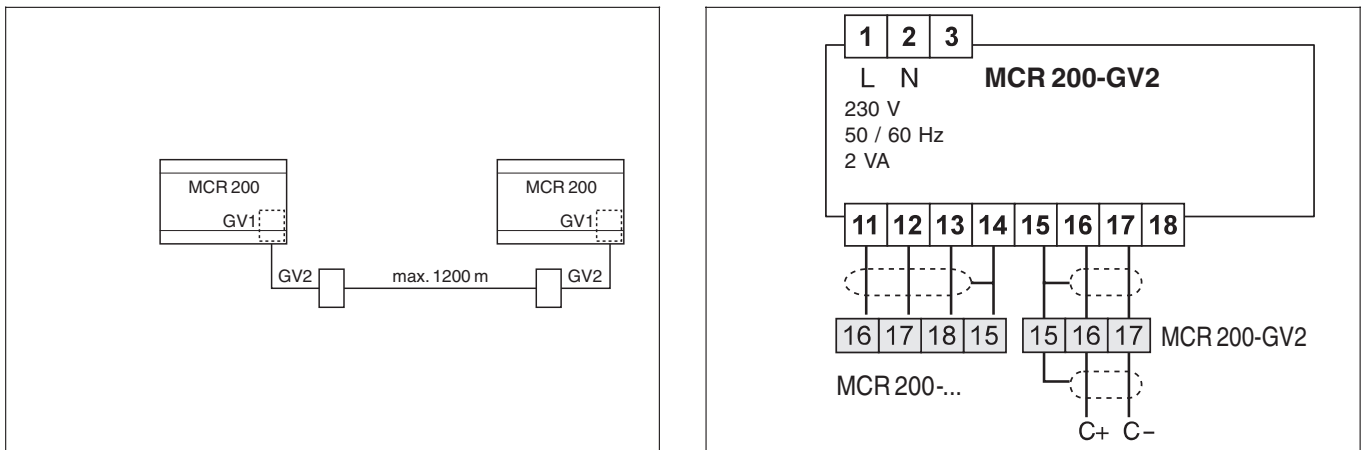 MCR 200
MCR 200
GV1
GV1
GV2
max. 1200 m
GV2
1 2 3
L N
MCR 200-GV2
230 V
50 / 60 Hz
2 VA
11 12 13 14 15 16 17 18
16 17 18 15
15 16 17
MCR 200-GV2
MCR 200-...
C+ C-